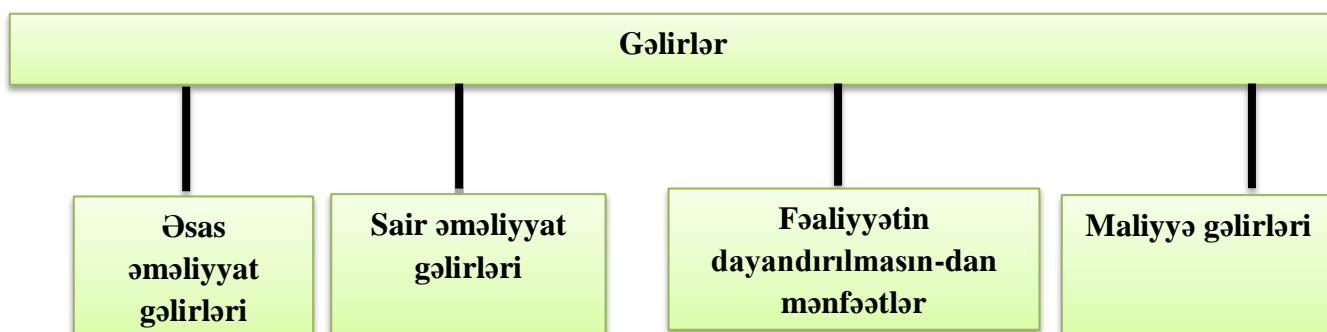 Gəlirlər
Əsas
əməliyyat
gəlirləri
Sair əməliyyat
gəlirləri
Fəaliyyətin
dayandırılmasın-dan
mənfəətlər
Maliyyə gəlirləri